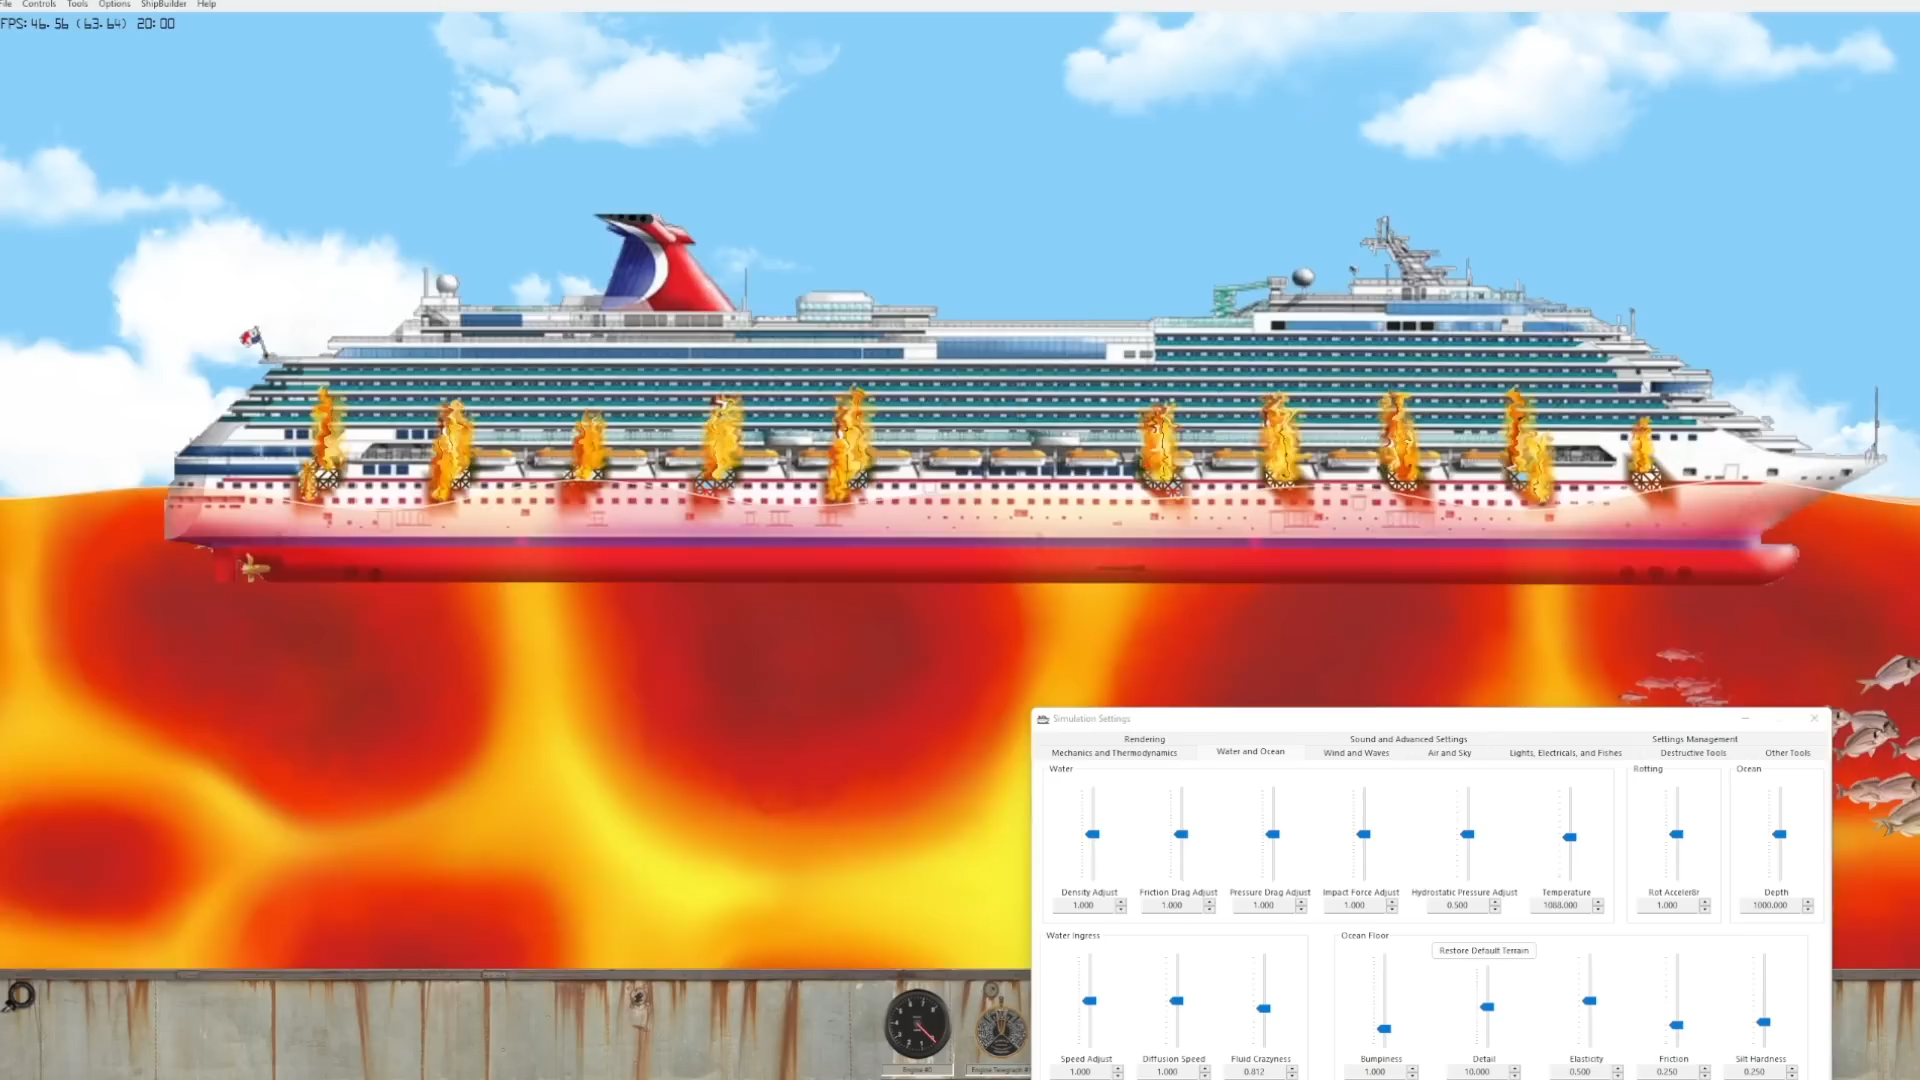 File Controls Tools Options ShipBuilder Help
FPS: 46. 56 (63. 64) 20: 00
Simulation Settings
Rendering Sound and Advanced Settings Settings Management
Mechanics and Thermodynamics Water and Ocean Wind and Waves Air and Sky Lights, Electricals, and Fishes Destructive Tools Other Tools
Water Rotting Ocean
Density Adjust Friction Drag Adjust Pressure Drag Adjust Impact Force Adjust Hydrostatic Pressure Adjust Temperature Rot Acceler8r Depth
1.000 1.000 1.000 1.000 0.500 1088.000 1.000 1000.000
Water Ingress Ocean Floor
Restore Default Terrain
Speed Adjust Diffusion Speed Fluid Crazyness Bumpiness Detail Elasticity Friction Silt Hardness
1.000 1.000 0.812 1.000 10.000 0.500 0.250 0.250
Engine #0 Engine Telegraph